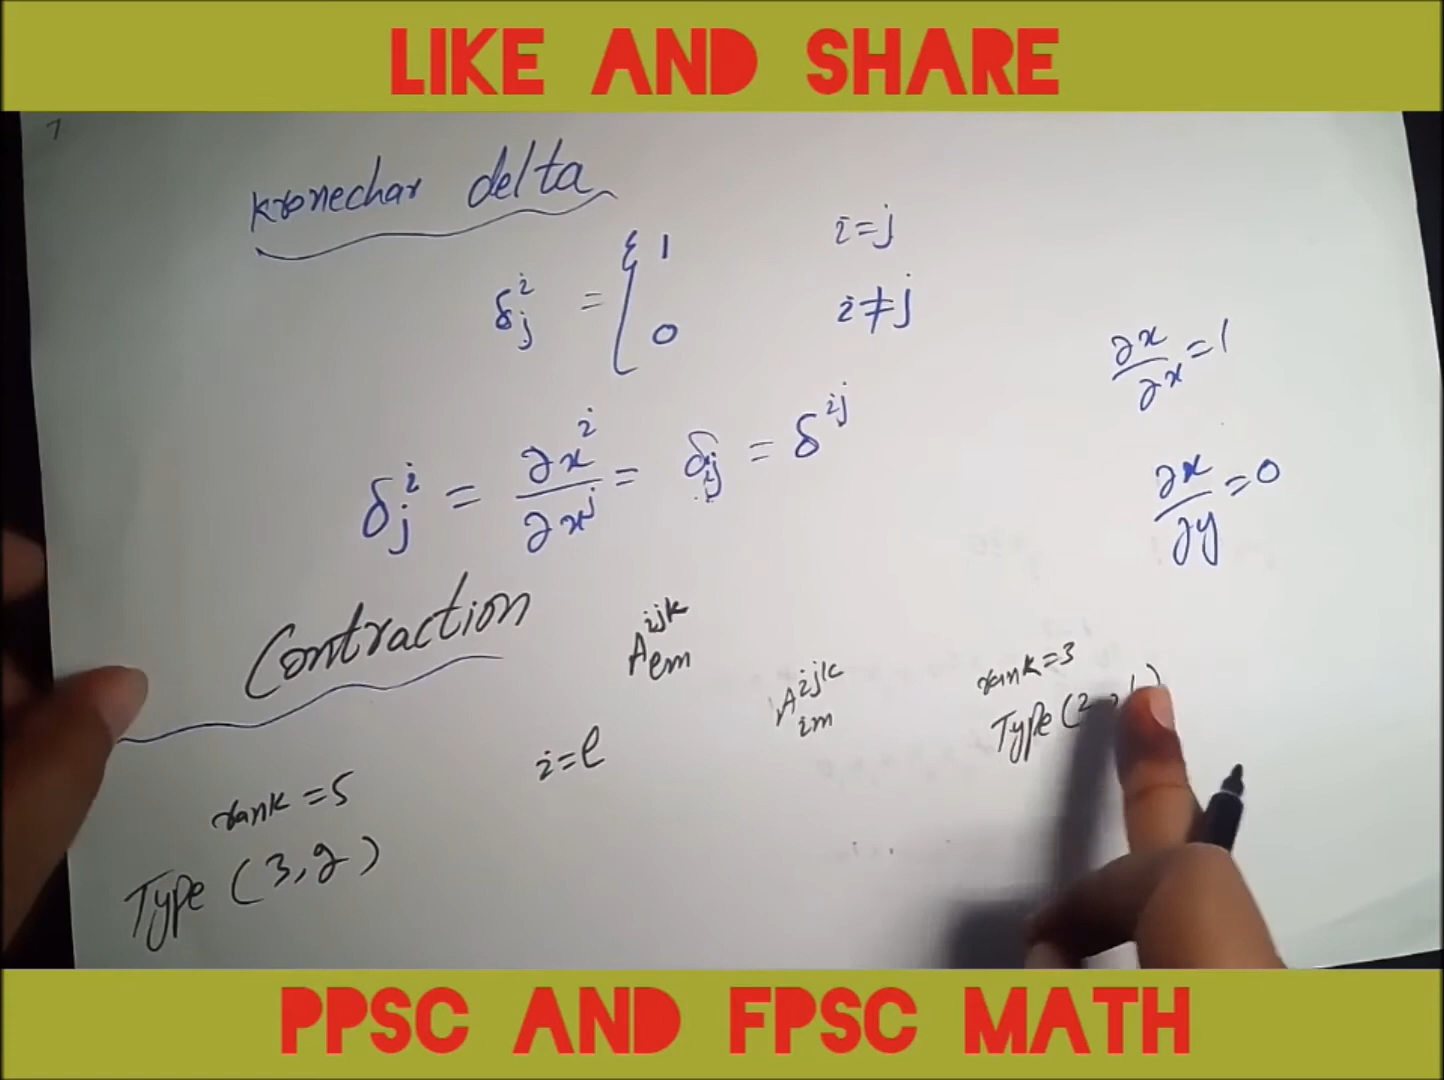 LIKE AND SHARE
7
Kronechar delta
δ^i_j = { 1 i=j
0 i≠j
∂x/∂x = 1
δ^i_j = ∂x^i/∂x^j = δ_ij = δ^ij
∂x/∂y = 0
Contraction
A^ijk_lm
A^ijk_im
rank=3
Type (2,1)
i=l
rank=5
Type (3,2)
PPSC AND FPSC MATH